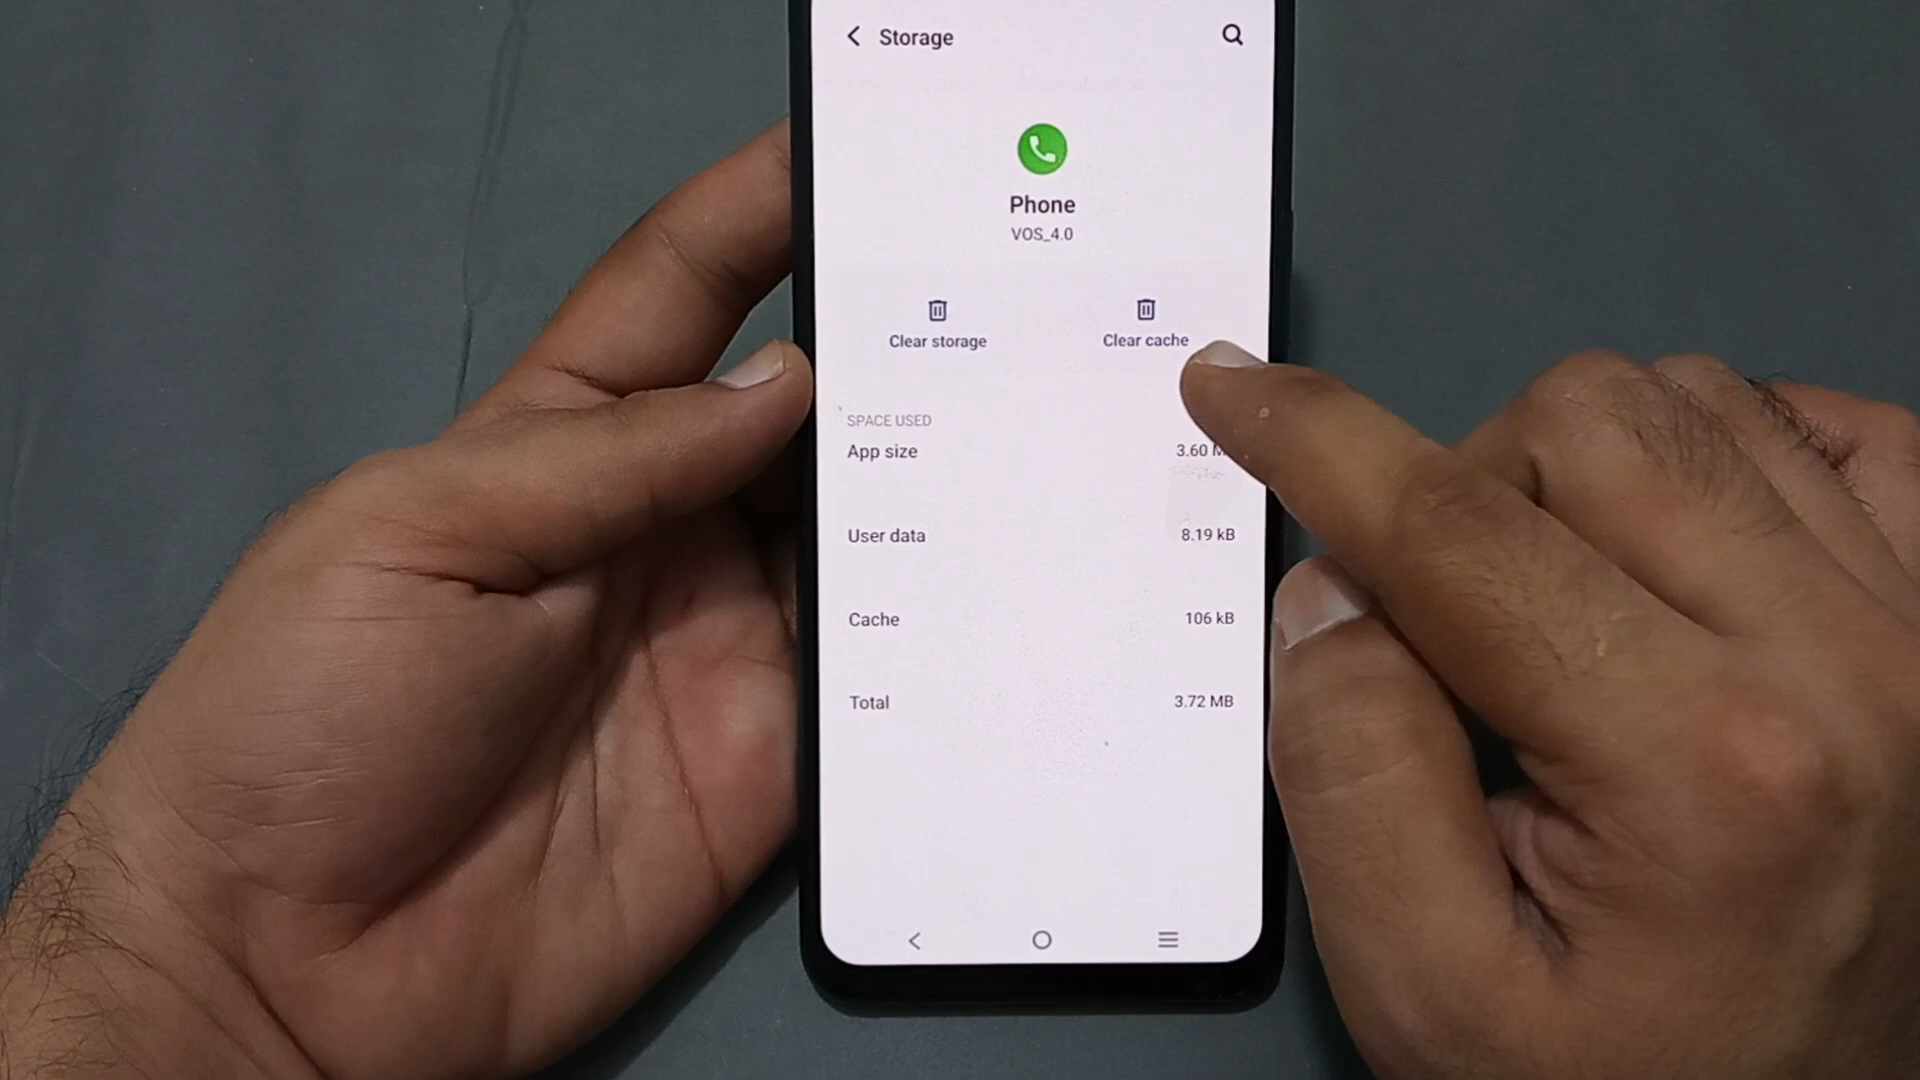 Storage
Phone
VOS_4.0
Clear storage
Clear cache
SPACE USED
App size
3.60
User data
8.19 kB
Cache
106 kB
Total
3.72 MB